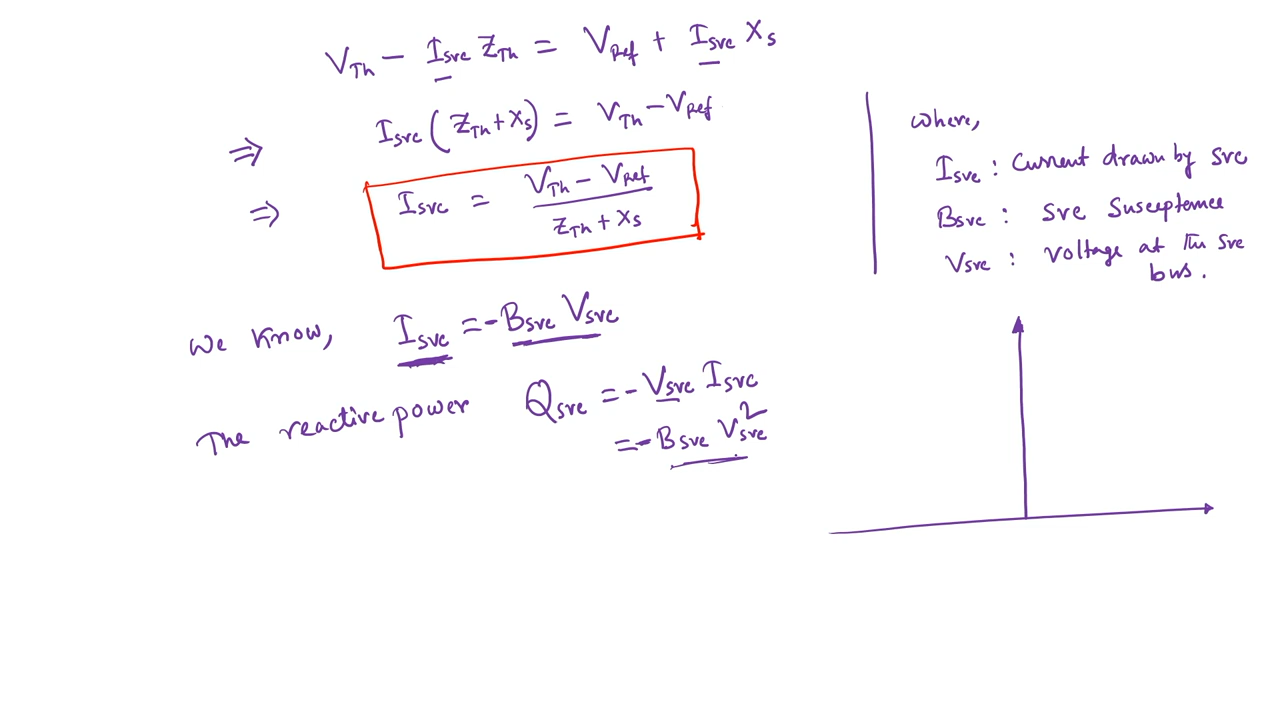 V_Th − I_svc Z_Th = V_Ref + I_svc X_s
⇒ I_svc ( Z_Th + X_s ) = V_Th − V_Ref
⇒ I_svc = (V_Th − V_Ref) / (Z_Th + X_s)
We know, I_svc = −B_svc V_svc
The reactive power Q_svc = − V_svc I_svc
= − B_svc V_svc^2
where,
I_svc : Current drawn by svc
B_svc : svc Susceptance
V_svc : Voltage at the svc
bus.